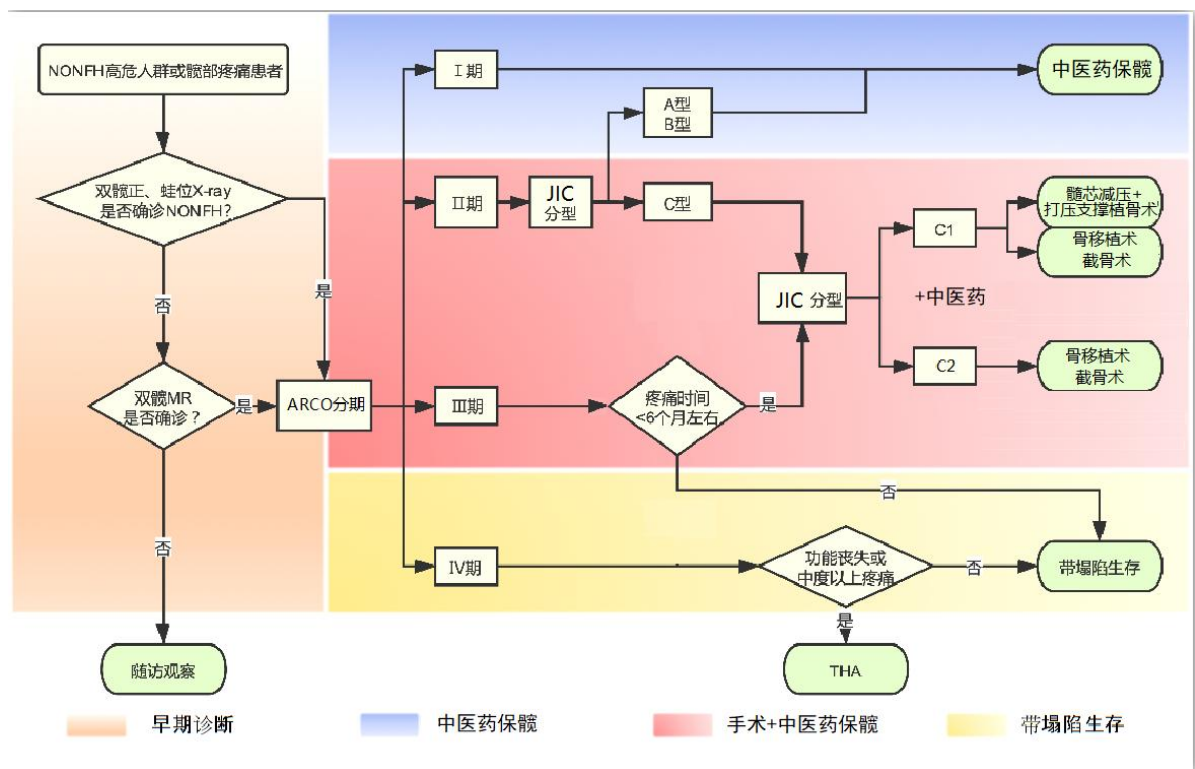 NONFH高危人群或髋部疼痛患者
双髋正、蛙位X-ray
是否确诊NONFH?
是
否
双髋MR
是否确诊？
是
ARCO分期
否
随访观察
I期
A型
B型
中医药保髋
II期
JIC
分型
C型
JIC 分型
C1
+中医药
C2
髓芯减压+
打压支撑植骨术
骨移植术
截骨术
骨移植术
截骨术
III期
疼痛时间
<6个月左右
是
否
IV期
功能丧失或
中度以上疼痛
否
带塌陷生存
是
THA
早期诊断
中医药保髋
手术+中医药保髋
带塌陷生存